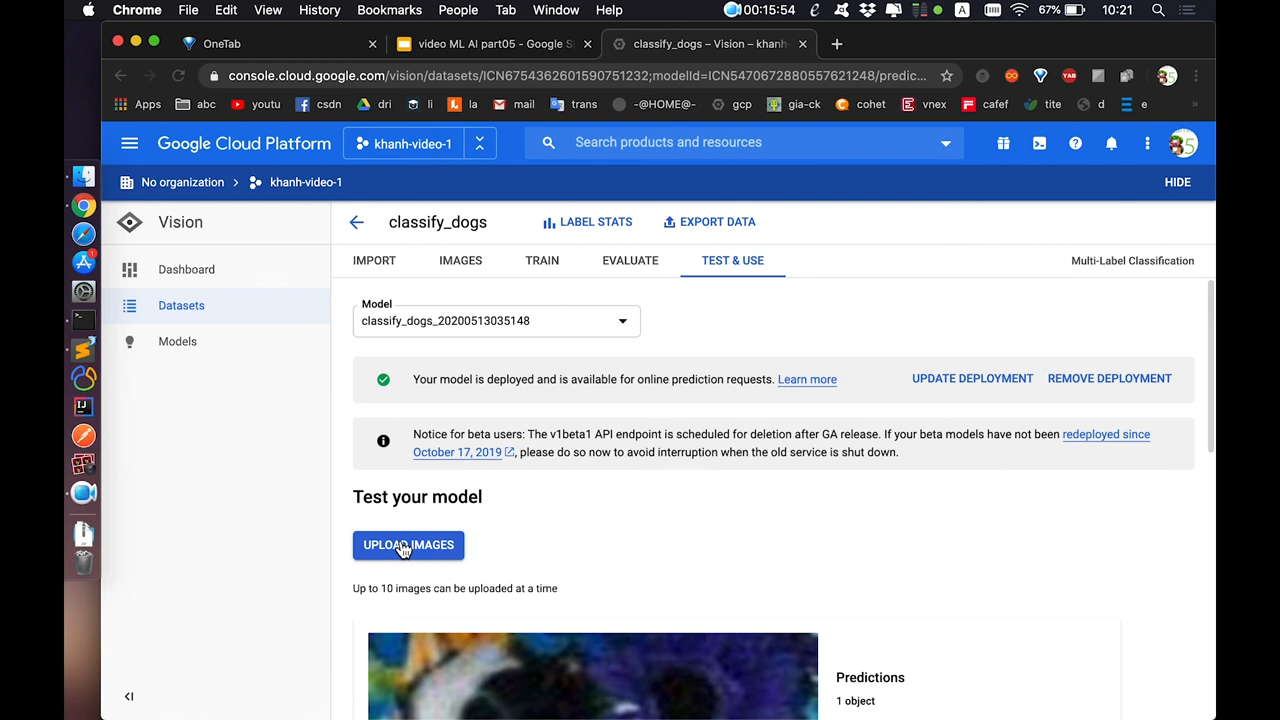 Chrome File Edit View History Bookmarks People Tab Window Help 00:15:54 A 67% 10:21
OneTab
video ML AI part05 - Google S
classify_dogs – Vision – khanh-
console.cloud.google.com/vision/datasets/ICN6754362601590751232;modelId=ICN5470672880557621248/predic...
Apps abc youtu csdn dri li la mail trans -@HOME@- gcp gia-ck cohet vnex cafef tite d e »
Google Cloud Platform khanh-video-1 Search products and resources
No organization khanh-video-1 HIDE
Vision
classify_dogs LABEL STATS EXPORT DATA
Dashboard
Datasets
Models
IMPORT IMAGES TRAIN EVALUATE TEST & USE Multi-Label Classification
Model
classify_dogs_20200513035148
Your model is deployed and is available for online prediction requests. Learn more UPDATE DEPLOYMENT REMOVE DEPLOYMENT
Notice for beta users: The v1beta1 API endpoint is scheduled for deletion after GA release. If your beta models have not been redeployed since
October 17, 2019, please do so now to avoid interruption when the old service is shut down.
Test your model
UPLOAD IMAGES
Up to 10 images can be uploaded at a time
Predictions
1 object